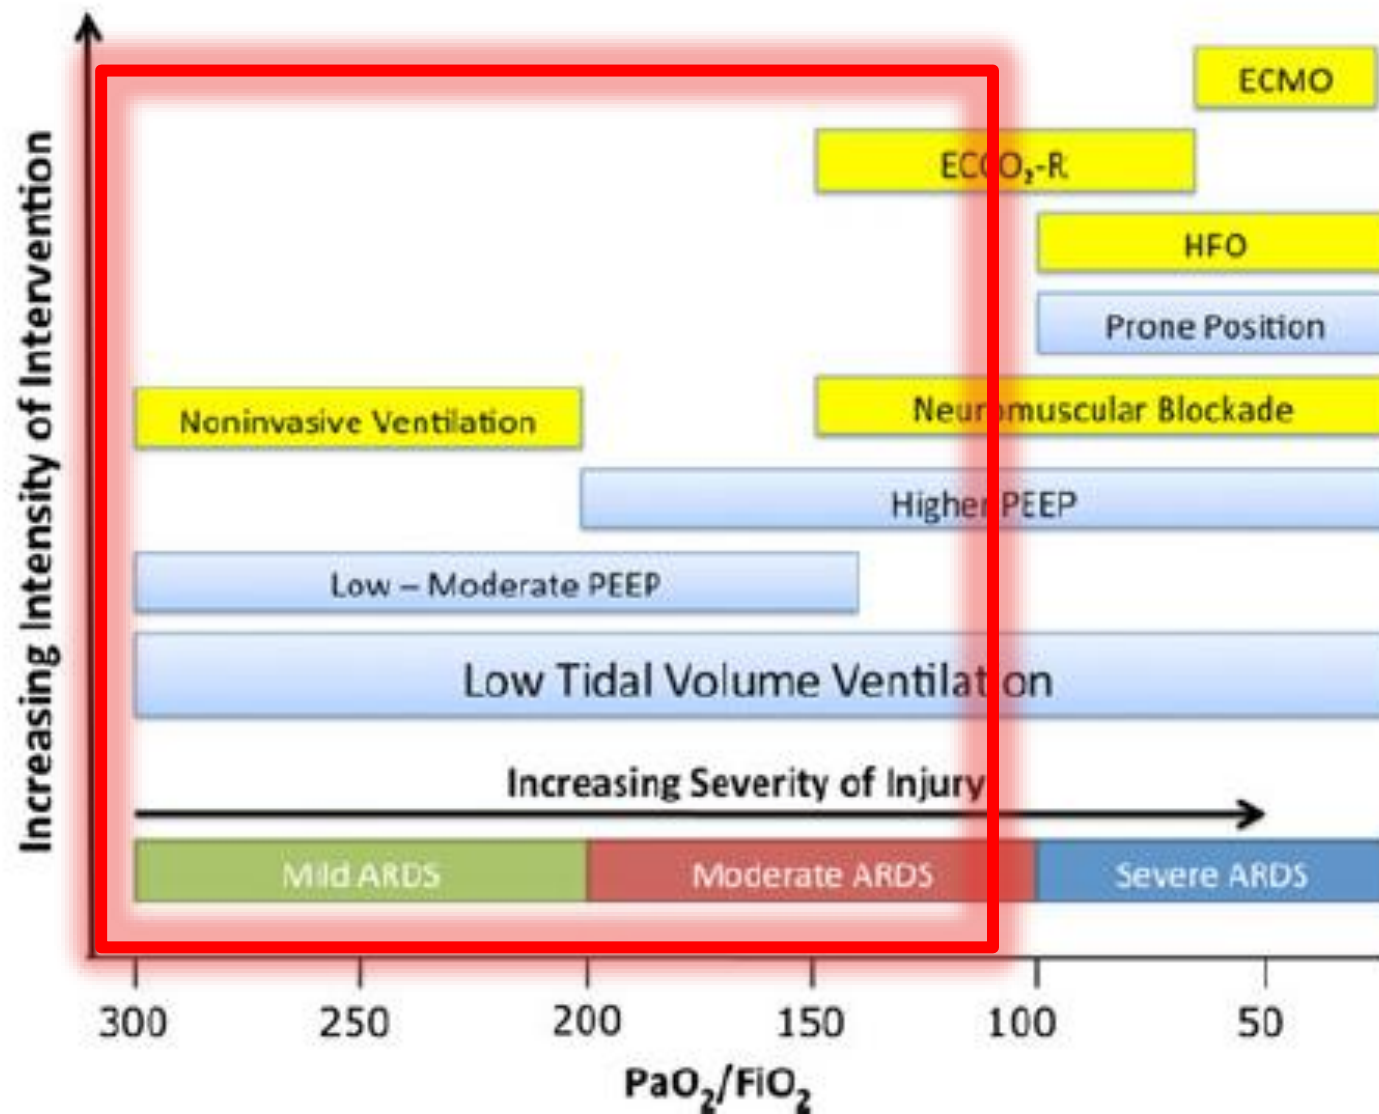 Increasing Intensity of Intervention
ECMO
ECCO₂-R
HFO
Prone Position
Neuromuscular Blockade
Noninvasive Ventilation
Higher PEEP
Low – Moderate PEEP
Low Tidal Volume Ventilation
Increasing Severity of Injury
Mild ARDS Moderate ARDS Severe ARDS
300 250 200 150 100 50
PaO₂/FiO₂